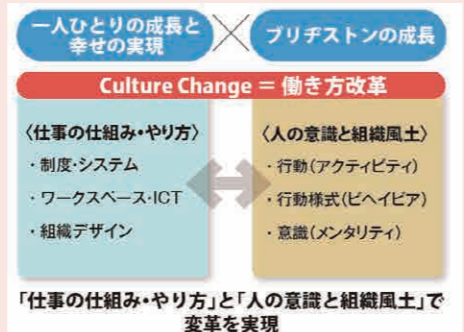 一人ひとりの成長と
幸せの実現
ブリヂストンの成長
Culture Change = 働き方改革
〈仕事の仕組み・やり方〉
・制度・システム
・ワークスペース・ICT
・組織デザイン
〈人の意識と組織風土〉
・行動(アクティビティ)
・行動様式(ビヘイビア)
・意識(メンタリティ)
「仕事の仕組み・やり方」と「人の意識と組織風土」で
変革を実現